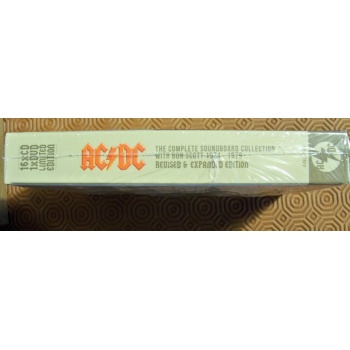 16xCD
1xDVD
LIMITED
EDITION
AC DC
THE COMPLETE SOUNDBOARD COLLECTION
WITH BON SCOTT 1974 - 1979
REVISED & EXPANDED EDITION